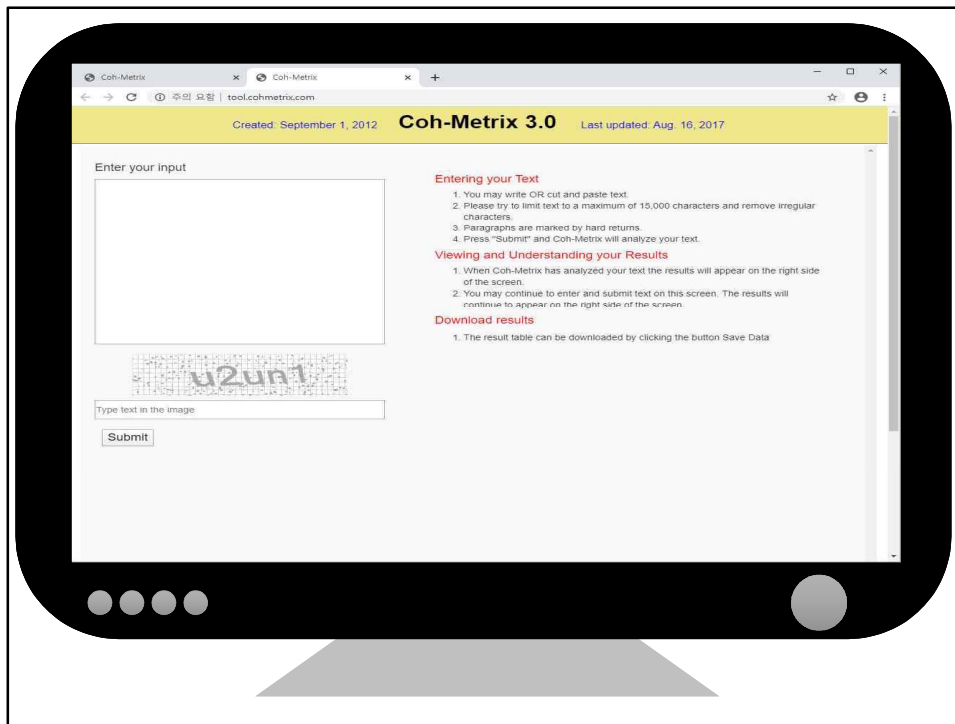 Coh-Metrix
Coh-Metrix
주의 요함 | tool.cohmetrix.com
Created: September 1, 2012 Coh-Metrix 3.0 Last updated: Aug. 16, 2017
Enter your input
Entering your Text
1. You may write OR cut and paste text.
2. Please try to limit text to a maximum of 15,000 characters and remove irregular
characters.
3. Paragraphs are marked by hard returns.
4. Press "Submit" and Coh-Metrix will analyze your text.
Viewing and Understanding your Results
1. When Coh-Metrix has analyzed your text the results will appear on the right side
of the screen.
2. You may continue to enter and submit text on this screen. The results will
continue to appear on the right side of the screen.
Download results
1. The result table can be downloaded by clicking the button Save Data
u2un1
Type text in the image
Submit